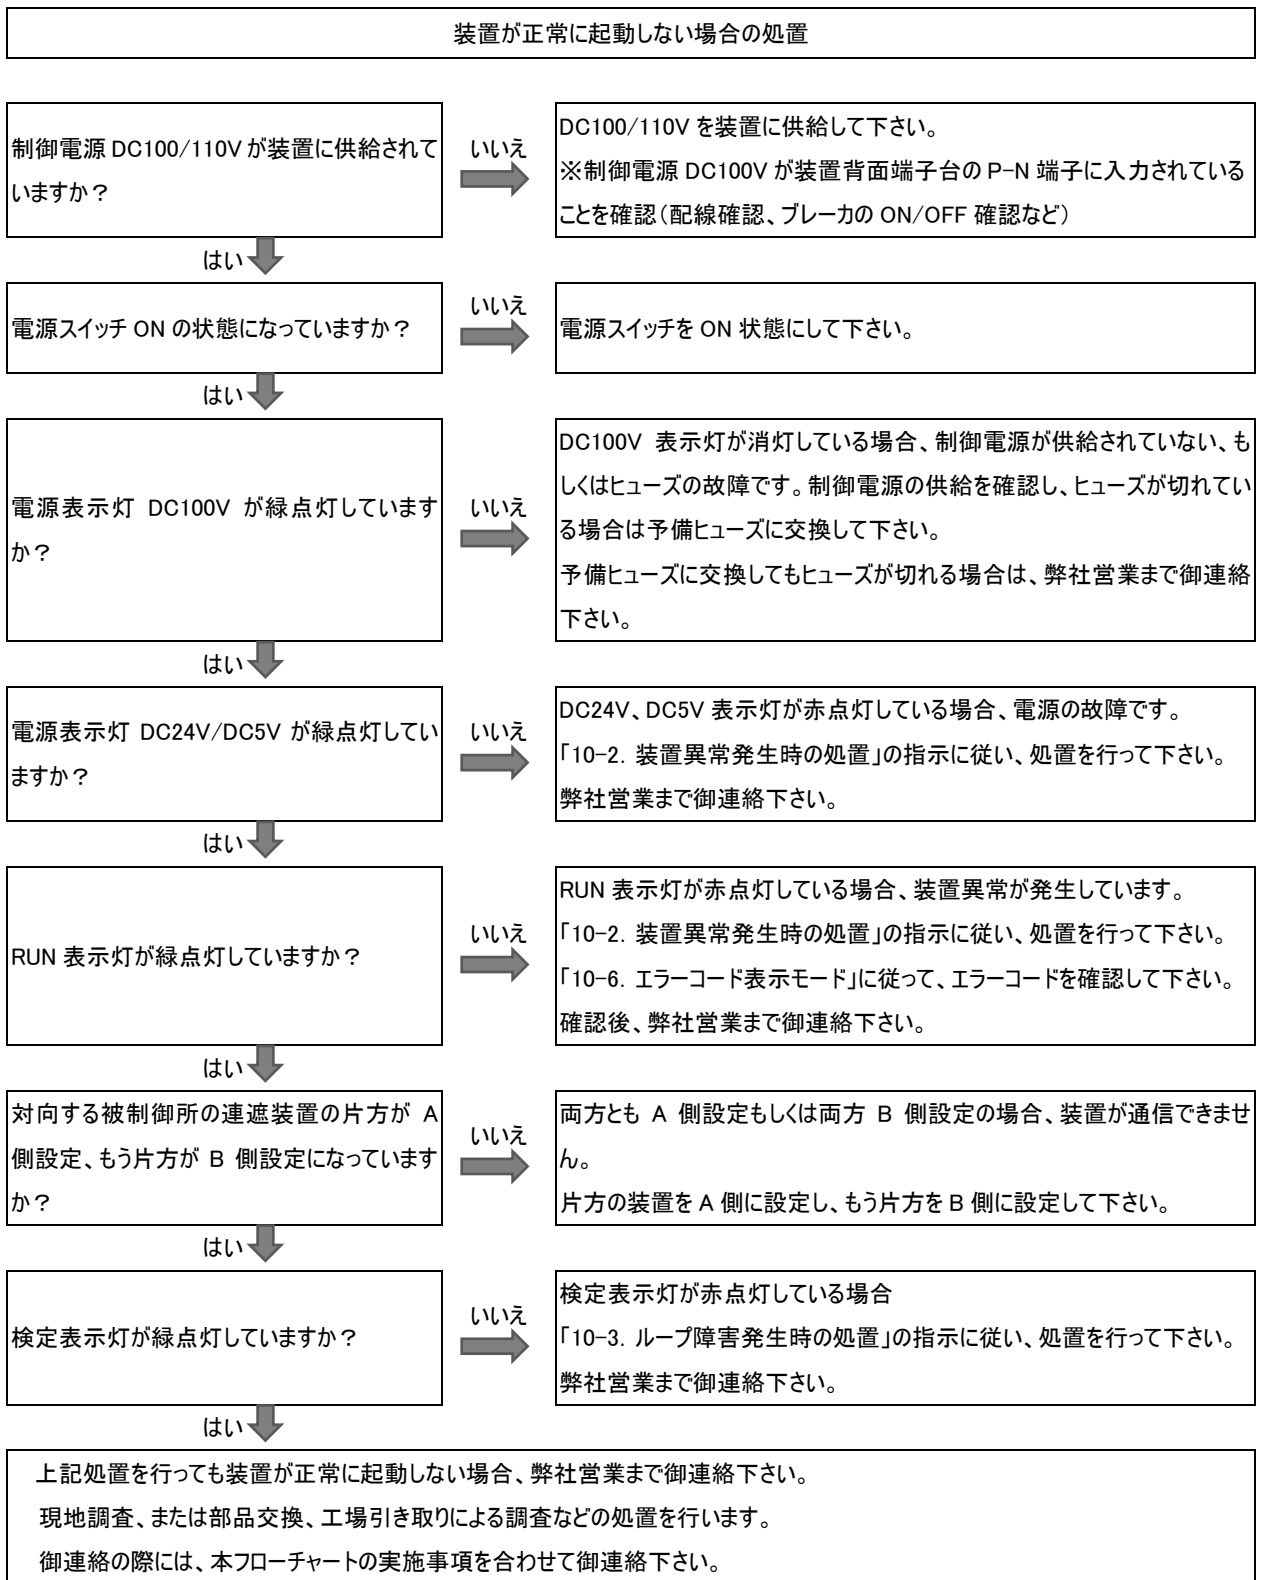 装置が正常に起動しない場合の処置
制御電源 DC100/110V が装置に供給されて
いますか？
いいえ
DC100/110V を装置に供給して下さい。
※制御電源 DC100V が装置背面端子台の P-N 端子に入力されている
ことを確認（配線確認、ブレーカの ON/OFF 確認など）
はい
電源スイッチ ON の状態になっていますか？
いいえ
電源スイッチを ON 状態にして下さい。
はい
電源表示灯 DC100V が緑点灯しています
か？
いいえ
DC100V 表示灯が消灯している場合、制御電源が供給されていない、も
しくはヒューズの故障です。制御電源の供給を確認し、ヒューズが切れてい
る場合は予備ヒューズに交換して下さい。
予備ヒューズに交換してもヒューズが切れる場合は、弊社営業まで御連絡
下さい。
はい
電源表示灯 DC24V/DC5V が緑点灯してい
ますか？
いいえ
DC24V、DC5V 表示灯が赤点灯している場合、電源の故障です。
「10-2．装置異常発生時の処置」の指示に従い、処置を行って下さい。
弊社営業まで御連絡下さい。
はい
RUN 表示灯が緑点灯していますか？
いいえ
RUN 表示灯が赤点灯している場合、装置異常が発生しています。
「10-2．装置異常発生時の処置」の指示に従い、処置を行って下さい。
「10-6．エラーコード表示モード」に従って、エラーコードを確認して下さい。
確認後、弊社営業まで御連絡下さい。
はい
対向する被制御所の連遮装置の片方が A
側設定、もう片方が B 側設定になっています
か？
いいえ
両方とも A 側設定もしくは両方 B 側設定の場合、装置が通信できませ
ん。
片方の装置を A 側に設定し、もう片方を B 側に設定して下さい。
はい
検定表示灯が緑点灯していますか？
いいえ
検定表示灯が赤点灯している場合
「10-3．ループ障害発生時の処置」の指示に従い、処置を行って下さい。
弊社営業まで御連絡下さい。
はい
上記処置を行っても装置が正常に起動しない場合、弊社営業まで御連絡下さい。
現地調査、または部品交換、工場引き取りによる調査などの処置を行います。
御連絡の際には、本フローチャートの実施事項を合わせて御連絡下さい。